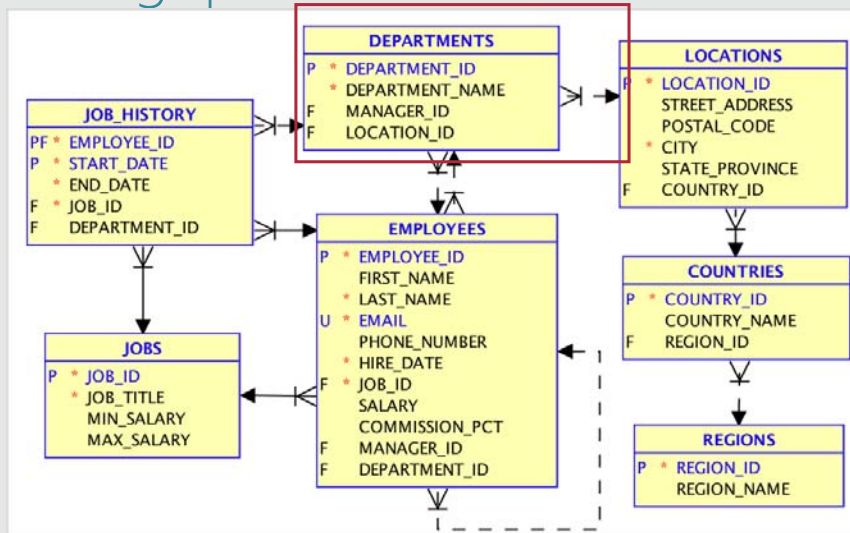 DEPARTMENTS
P * DEPARTMENT_ID
* DEPARTMENT_NAME
F MANAGER_ID
F LOCATION_ID
LOCATIONS
P * LOCATION_ID
STREET_ADDRESS
POSTAL_CODE
* CITY
STATE_PROVINCE
F COUNTRY_ID
JOB_HISTORY
PF * EMPLOYEE_ID
P * START_DATE
* END_DATE
F * JOB_ID
F DEPARTMENT_ID
EMPLOYEES
P * EMPLOYEE_ID
FIRST_NAME
* LAST_NAME
U * EMAIL
PHONE_NUMBER
* HIRE_DATE
F * JOB_ID
SALARY
COMMISSION_PCT
F MANAGER_ID
F DEPARTMENT_ID
COUNTRIES
P * COUNTRY_ID
COUNTRY_NAME
F REGION_ID
JOBS
P * JOB_ID
* JOB_TITLE
MIN_SALARY
MAX_SALARY
REGIONS
P * REGION_ID
REGION_NAME